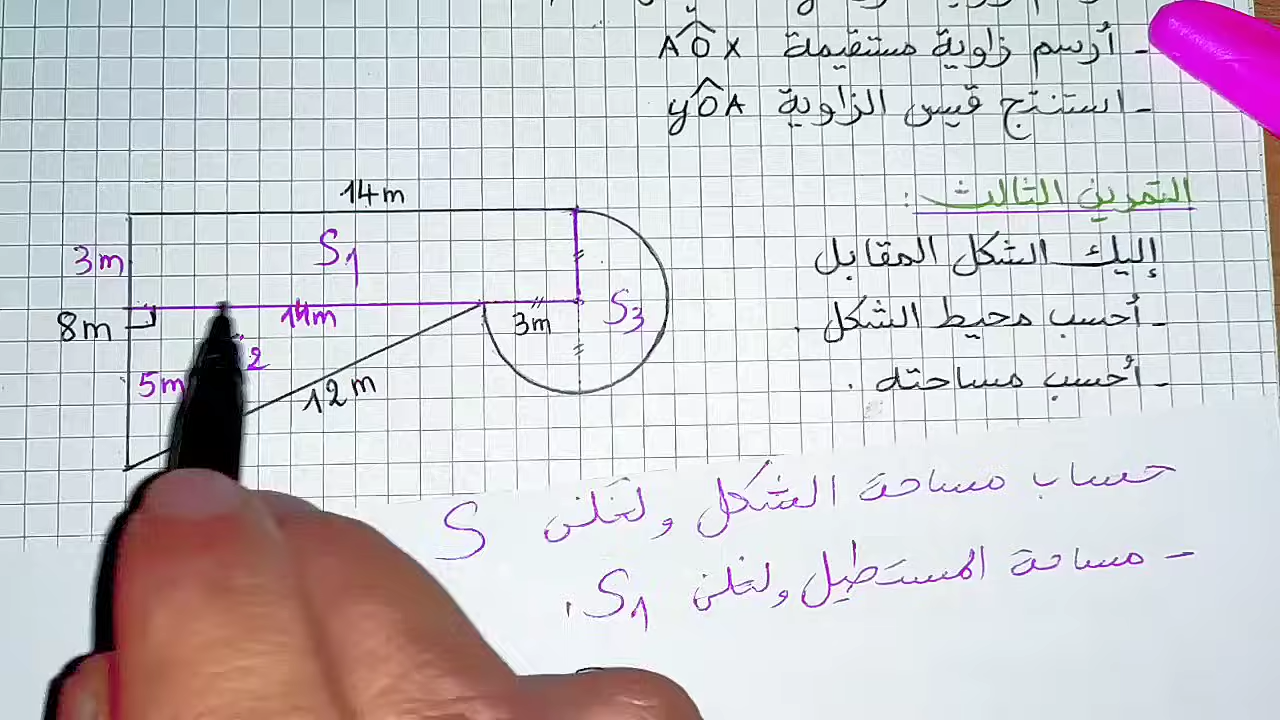 - أرسم زاوية مستقيمة AÔX
- استنتج قيس الزاوية yÔA
التمرين الثالث :
إليك الشكل المقابل
- أحسب محيط الشكل .
- أحسب مساحته .
14m
3m
S1
8m
14m
3m
S3
5m
2
12m
حساب مساحة الشكل ولتكن S
- مساحة المستطيل ولتكن S1.